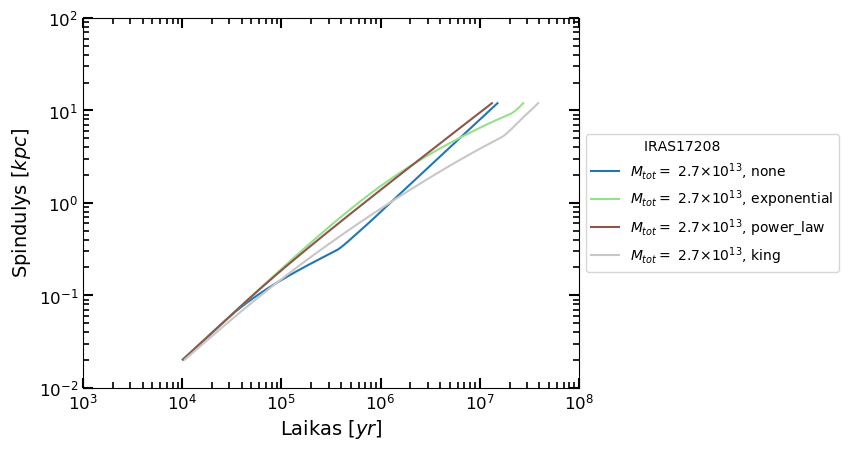 10²
10¹
10⁰
10⁻¹
10⁻²
Spindulys [kpc]
10³ 10⁴ 10⁵ 10⁶ 10⁷ 10⁸
Laikas [yr]
IRAS17208
M_tot = 2.7×10¹³, none
M_tot = 2.7×10¹³, exponential
M_tot = 2.7×10¹³, power_law
M_tot = 2.7×10¹³, king